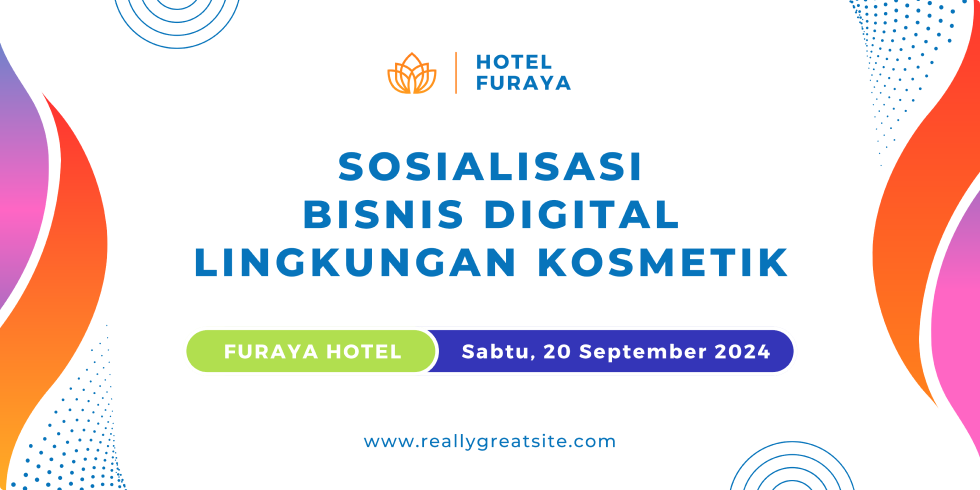 HOTEL
FURAYA
SOSIALISASI
BISNIS DIGITAL
LINGKUNGAN KOSMETIK
FURAYA HOTEL
Sabtu, 20 September 2024
www.reallygreatsite.com